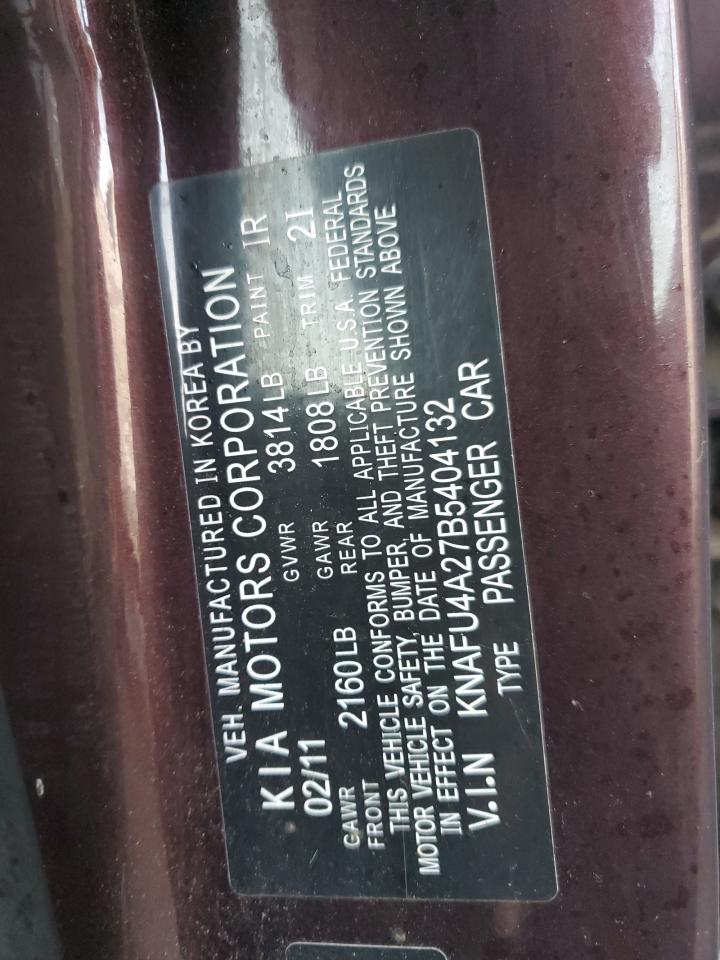 VEH. MANUFACTURED IN KOREA BY
KIA MOTORS CORPORATION
02/11 GVWR 3814LB PAINT IR
GAWR FRONT 2160LB GAWR REAR 1808LB TRIM 2I
THIS VEHICLE CONFORMS TO ALL APPLICABLE U.S.A. FEDERAL
MOTOR VEHICLE SAFETY, BUMPER, AND THEFT PREVENTION STANDARDS
IN EFFECT ON THE DATE OF MANUFACTURE SHOWN ABOVE
V.I.N KNAFU4A27B5404132
TYPE PASSENGER CAR